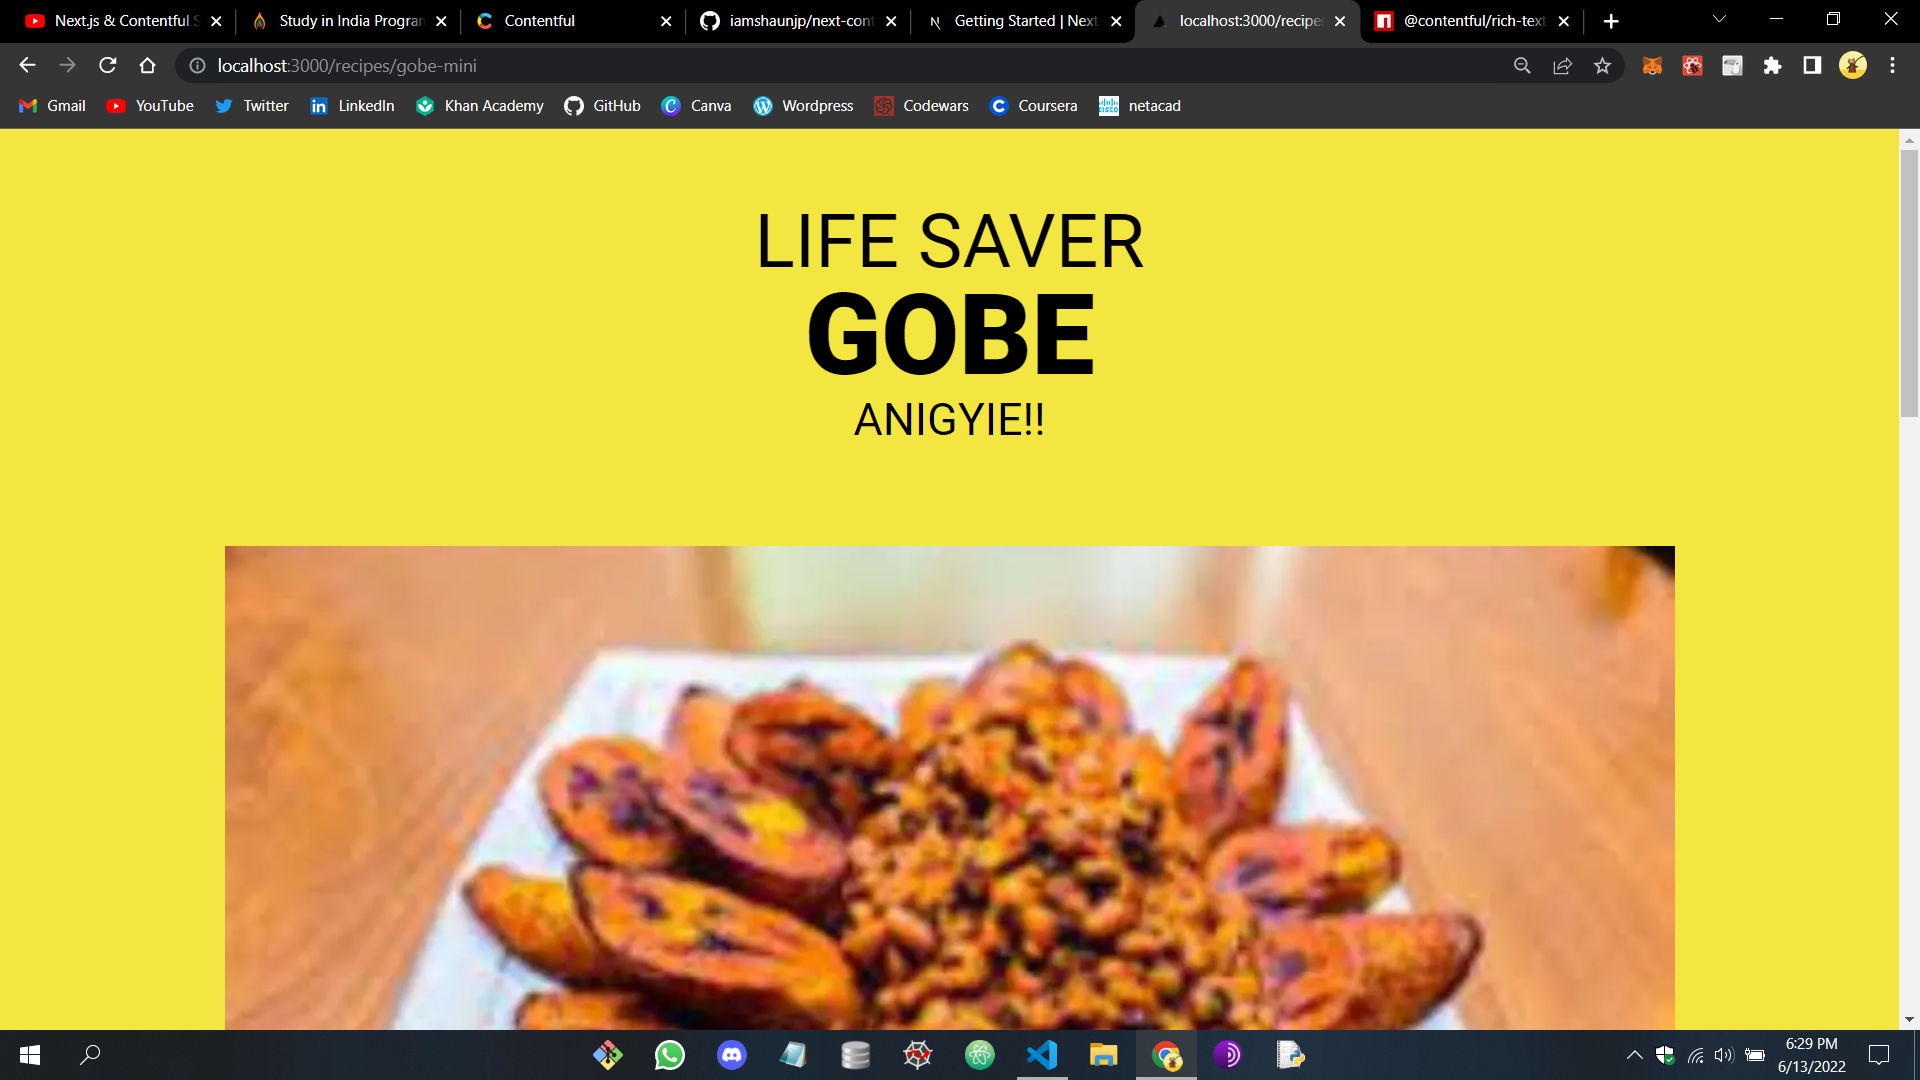 Next.js & Contentful S
Study in India Program
Contentful
iamshaunjp/next-cont
Getting Started | Next
localhost:3000/recipes
@contentful/rich-text
localhost:3000/recipes/gobe-mini
Gmail
YouTube
Twitter
LinkedIn
Khan Academy
GitHub
Canva
Wordpress
Codewars
Coursera
netacad
LIFE SAVER
GOBE
ANIGYIE!!
6:29 PM
6/13/2022